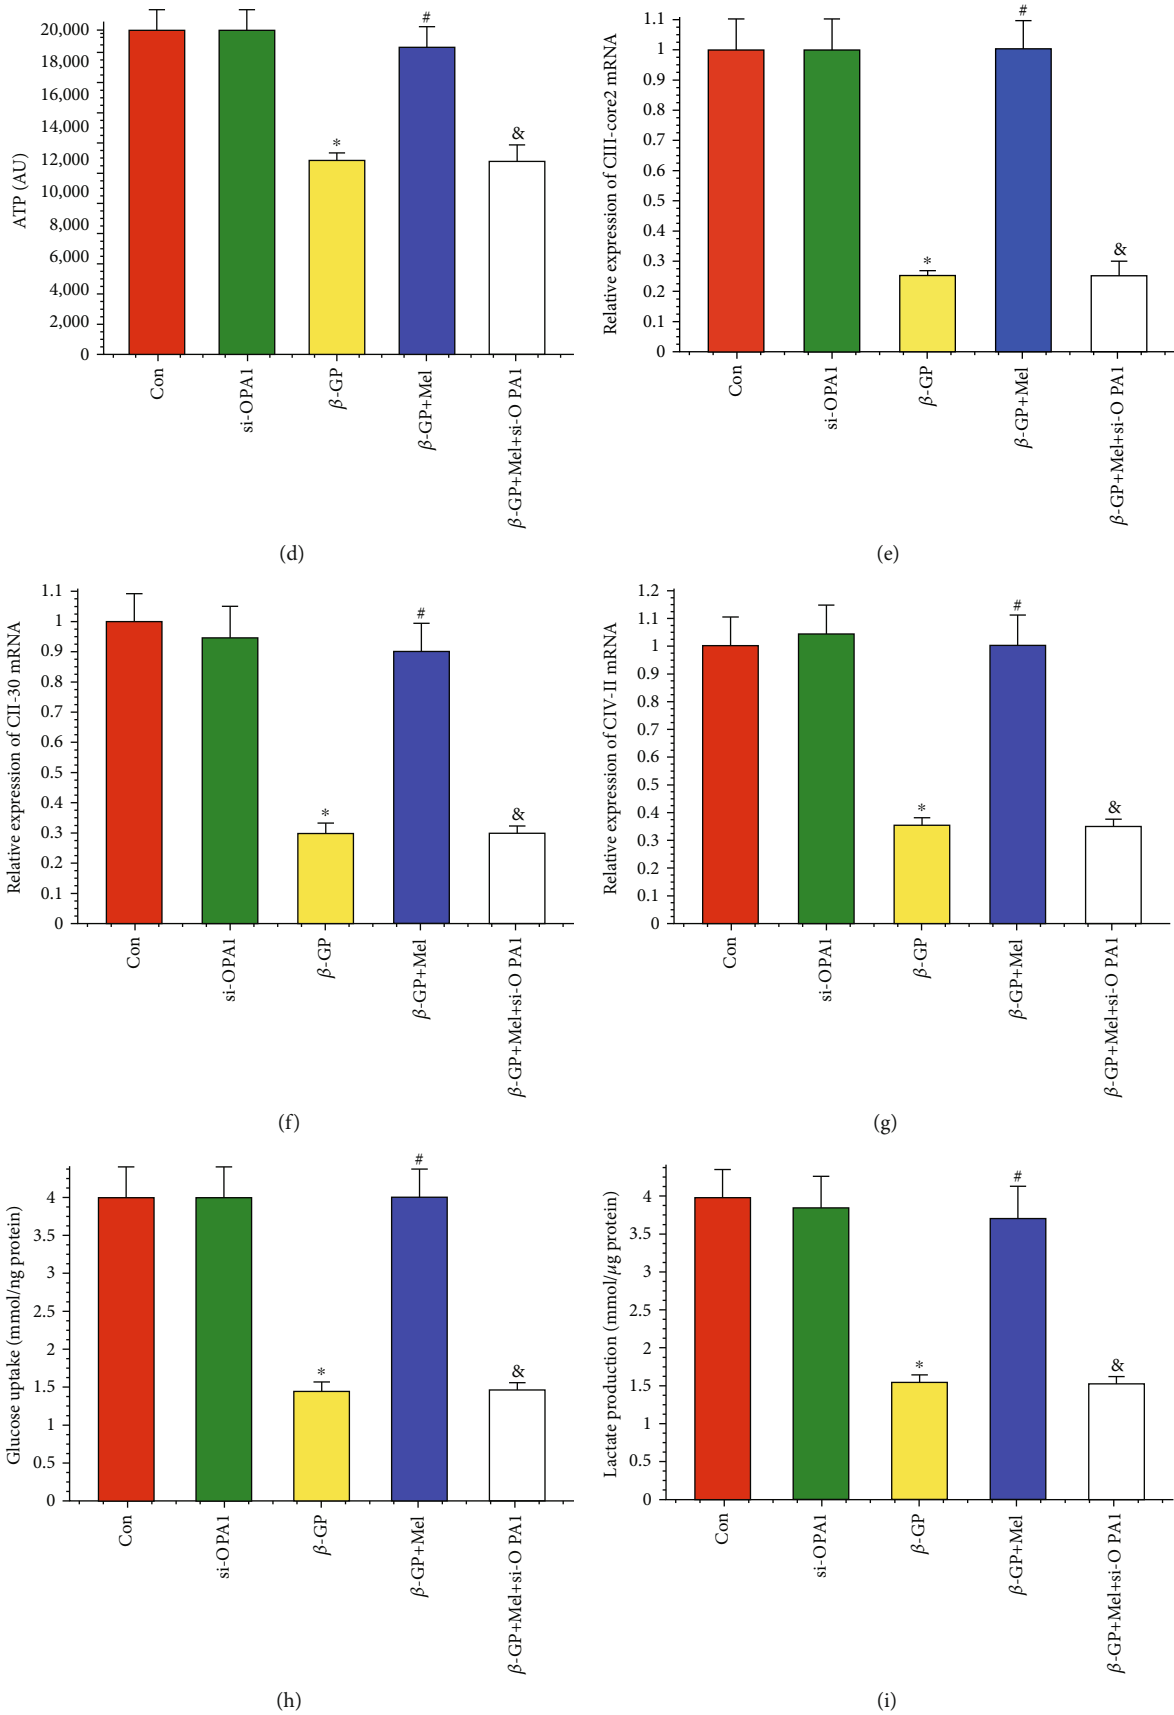 ATP (AU)
20,000
18,000
16,000
14,000
12,000
10,000
8,000
6,000
4,000
2,000
0
#
*
&
Con
si-OPA1
β-GP
β-GP+Mel
β-GP+Mel+si-O PA1
(d)
Relative expression of CIII-core2 mRNA
1.1
1
0.9
0.8
0.7
0.6
0.5
0.4
0.3
0.2
0.1
0
#
*
&
Con
si-OPA1
β-GP
β-GP+Mel
β-GP+Mel+si-O PA1
(e)
Relative expression of CII-30 mRNA
1.1
1
0.9
0.8
0.7
0.6
0.5
0.4
0.3
0.2
0.1
0
#
*
&
Con
si-OPA1
β-GP
β-GP+Mel
β-GP+Mel+si-O PA1
(f)
Relative expression of CIV-II mRNA
1.2
1.1
1
0.9
0.8
0.7
0.6
0.5
0.4
0.3
0.2
0.1
0
#
*
&
Con
si-OPA1
β-GP
β-GP+Mel
β-GP+Mel+si-O PA1
(g)
Glucose uptake (mmol/ng protein)
4
3.5
3
2.5
2
1.5
1
0.5
0
#
*
&
Con
si-OPA1
β-GP
β-GP+Mel
β-GP+Mel+si-O PA1
(h)
Lactate production (mmol/μg protein)
4
3.5
3
2.5
2
1.5
1
0.5
0
#
*
&
Con
si-OPA1
β-GP
β-GP+Mel
β-GP+Mel+si-O PA1
(i)